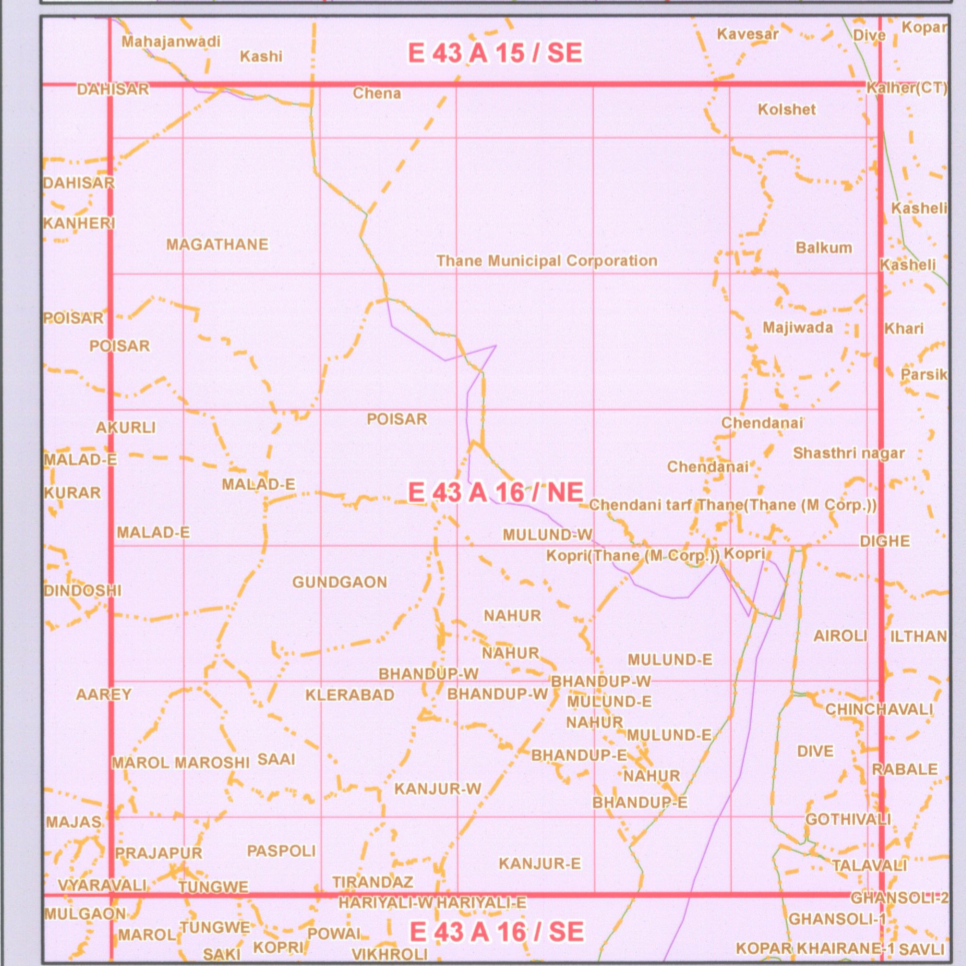 Mahajanwadi
Kashi
E 43 A 15 / SE
Kavesar
Dive
Kopar
DAHISAR
Chena
Kalher(CT)
Kolshet
DAHISAR
KANHERI
Kasheli
MAGATHANE
Thane Municipal Corporation
Balkum
Kasheli
POISAR
POISAR
Majiwada
Khari
Parsik
AKURLI
POISAR
Chendanai
MALAD-E
Chendanai
Shasthri nagar
KURAR
MALAD-E
E 43 A 16 / NE
Chendani tarf Thane(Thane (M Corp.))
MALAD-E
MULUND-W
DIGHE
Kopri(Thane (M Corp.))
Kopri
DINDOSHI
GUNDGAON
NAHUR
AIROLI
ILTHAN
NAHUR
MULUND-E
BHANDUP-W
BHANDUP-W
AAREY
KLERABAD
BHANDUP-W
MULUND-E
CHINCHAVALI
NAHUR
MULUND-E
MAROL MAROSHI
SAAI
BHANDUP-E
DIVE
RABALE
NAHUR
KANJUR-W
BHANDUP-E
MAJAS
GOTHIVALI
PRAJAPUR
PASPOLI
KANJUR-E
TALAVALI
VYARAVALI
TUNGWE
TIRANDAZ
HARIYALI-W
HARIYALI-E
GHANSOLI-2
MULGAON
GHANSOLI-1
MAROL
TUNGWE
POWAI
E 43 A 16 / SE
SAKI
KOPRI
VIKHROLI
KOPAR KHAIRANE-1
SAVLI